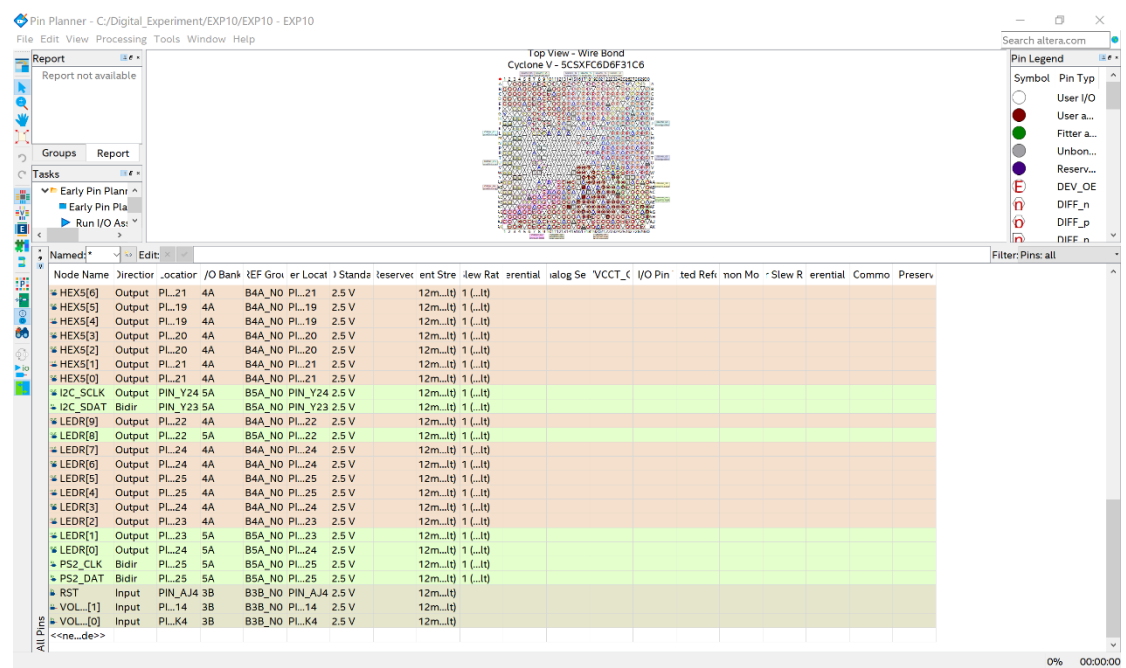 Pin Planner - C:/Digital_Experiment/EXP10/EXP10 - EXP10
File Edit View Processing Tools Window Help
Search altera.com
Report
Report not available
Groups Report
Tasks
Early Pin Planr
Early Pin Pla
Run I/O As:
Top View - Wire Bond
Cyclone V - 5CSXFC6D6F31C6
Pin Legend
Symbol Pin Typ
User I/O
User a...
Fitter a...
Unbon...
Reserv...
E DEV_OE
n DIFF_n
p DIFF_p
n DIFF n
Named: * Edit:
Filter: Pins: all
Node Name Direction Location I/O Bank REF Grou er Locat Standa Reserved ent Stre lew Rat erential alog Se VCCT_C I/O Pin ted Refe mon Mo Slew R erential Commo Preserv
HEX5[6] Output PI...21 4A B4A_N0 PI...21 2.5 V 12m...lt) 1 (...lt)
HEX5[5] Output PI...19 4A B4A_N0 PI...19 2.5 V 12m...lt) 1 (...lt)
HEX5[4] Output PI...19 4A B4A_N0 PI...19 2.5 V 12m...lt) 1 (...lt)
HEX5[3] Output PI...20 4A B4A_N0 PI...20 2.5 V 12m...lt) 1 (...lt)
HEX5[2] Output PI...20 4A B4A_N0 PI...20 2.5 V 12m...lt) 1 (...lt)
HEX5[1] Output PI...21 4A B4A_N0 PI...21 2.5 V 12m...lt) 1 (...lt)
HEX5[0] Output PI...21 4A B4A_N0 PI...21 2.5 V 12m...lt) 1 (...lt)
I2C_SCLK Output PIN_Y24 5A B5A_N0 PIN_Y24 2.5 V 12m...lt) 1 (...lt)
I2C_SDAT Bidir PIN_Y23 5A B5A_N0 PIN_Y23 2.5 V 12m...lt) 1 (...lt)
LEDR[9] Output PI...22 4A B4A_N0 PI...22 2.5 V 12m...lt) 1 (...lt)
LEDR[8] Output PI...22 5A B5A_N0 PI...22 2.5 V 12m...lt) 1 (...lt)
LEDR[7] Output PI...24 4A B4A_N0 PI...24 2.5 V 12m...lt) 1 (...lt)
LEDR[6] Output PI...24 4A B4A_N0 PI...24 2.5 V 12m...lt) 1 (...lt)
LEDR[5] Output PI...25 4A B4A_N0 PI...25 2.5 V 12m...lt) 1 (...lt)
LEDR[4] Output PI...25 4A B4A_N0 PI...25 2.5 V 12m...lt) 1 (...lt)
LEDR[3] Output PI...24 4A B4A_N0 PI...24 2.5 V 12m...lt) 1 (...lt)
LEDR[2] Output PI...23 4A B4A_N0 PI...23 2.5 V 12m...lt) 1 (...lt)
LEDR[1] Output PI...23 5A B5A_N0 PI...23 2.5 V 12m...lt) 1 (...lt)
LEDR[0] Output PI...24 5A B5A_N0 PI...24 2.5 V 12m...lt) 1 (...lt)
PS2_CLK Bidir PI...25 5A B5A_N0 PI...25 2.5 V 12m...lt) 1 (...lt)
PS2_DAT Bidir PI...25 5A B5A_N0 PI...25 2.5 V 12m...lt) 1 (...lt)
RST Input PIN_AJ4 3B B3B_N0 PIN_AJ4 2.5 V 12m...lt)
VOL...[1] Input PI...14 3B B3B_N0 PI...14 2.5 V 12m...lt)
VOL...[0] Input PI...K4 3B B3B_N0 PI...K4 2.5 V 12m...lt)
<<ne...de>>
All Pins
0% 00:00:00